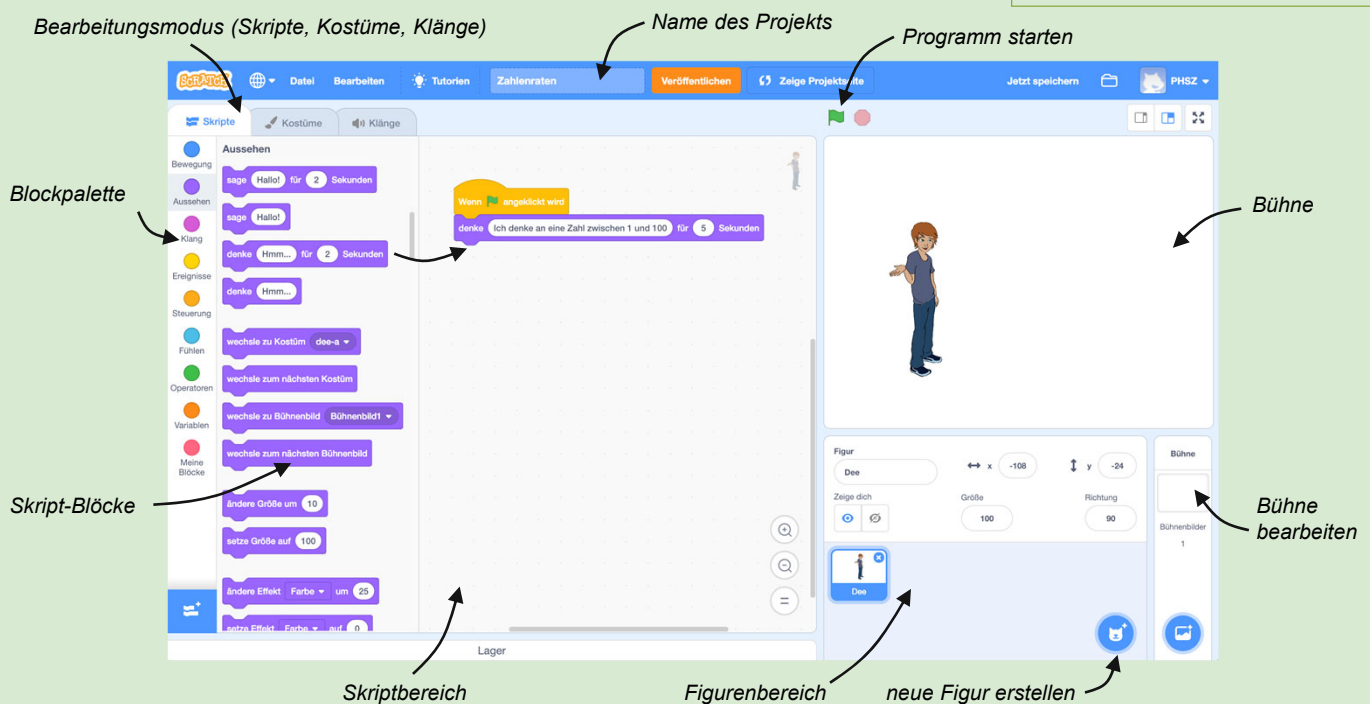 Bearbeitungsmodus (Skripte, Kostüme, Klänge)
Name des Projekts
Programm starten
SCRATCH
Datei
Bearbeiten
Tutorien
Zahlenraten
Veröffentlichen
Zeige Projektseite
Jetzt speichern
PHSZ
Skripte
Kostüme
Klänge
Blockpalette
Bewegung
Aussehen
Klang
Ereignisse
Steuerung
Fühlen
Operatoren
Variablen
Meine
Blöcke
Aussehen
sage Hallo! für 2 Sekunden
sage Hallo!
denke Hmm... für 2 Sekunden
denke Hmm...
wechsle zu Kostüm dee-a
wechsle zum nächsten Kostüm
wechsle zu Bühnenbild Bühnenbild1
wechsle zum nächsten Bühnenbild
ändere Größe um 10
setze Größe auf 100
ändere Effekt Farbe um 25
setze Effekt Farbe auf 0
Wenn angeklickt wird
denke Ich denke an eine Zahl zwischen 1 und 100 für 5 Sekunden
Bühne
Skript-Blöcke
Figur
Dee
x -108
y -24
Zeige dich
Größe
100
Richtung
90
Dee
Bühne
Bühnenbilder
1
Bühne
bearbeiten
Lager
Skriptbereich
Figurenbereich
neue Figur erstellen